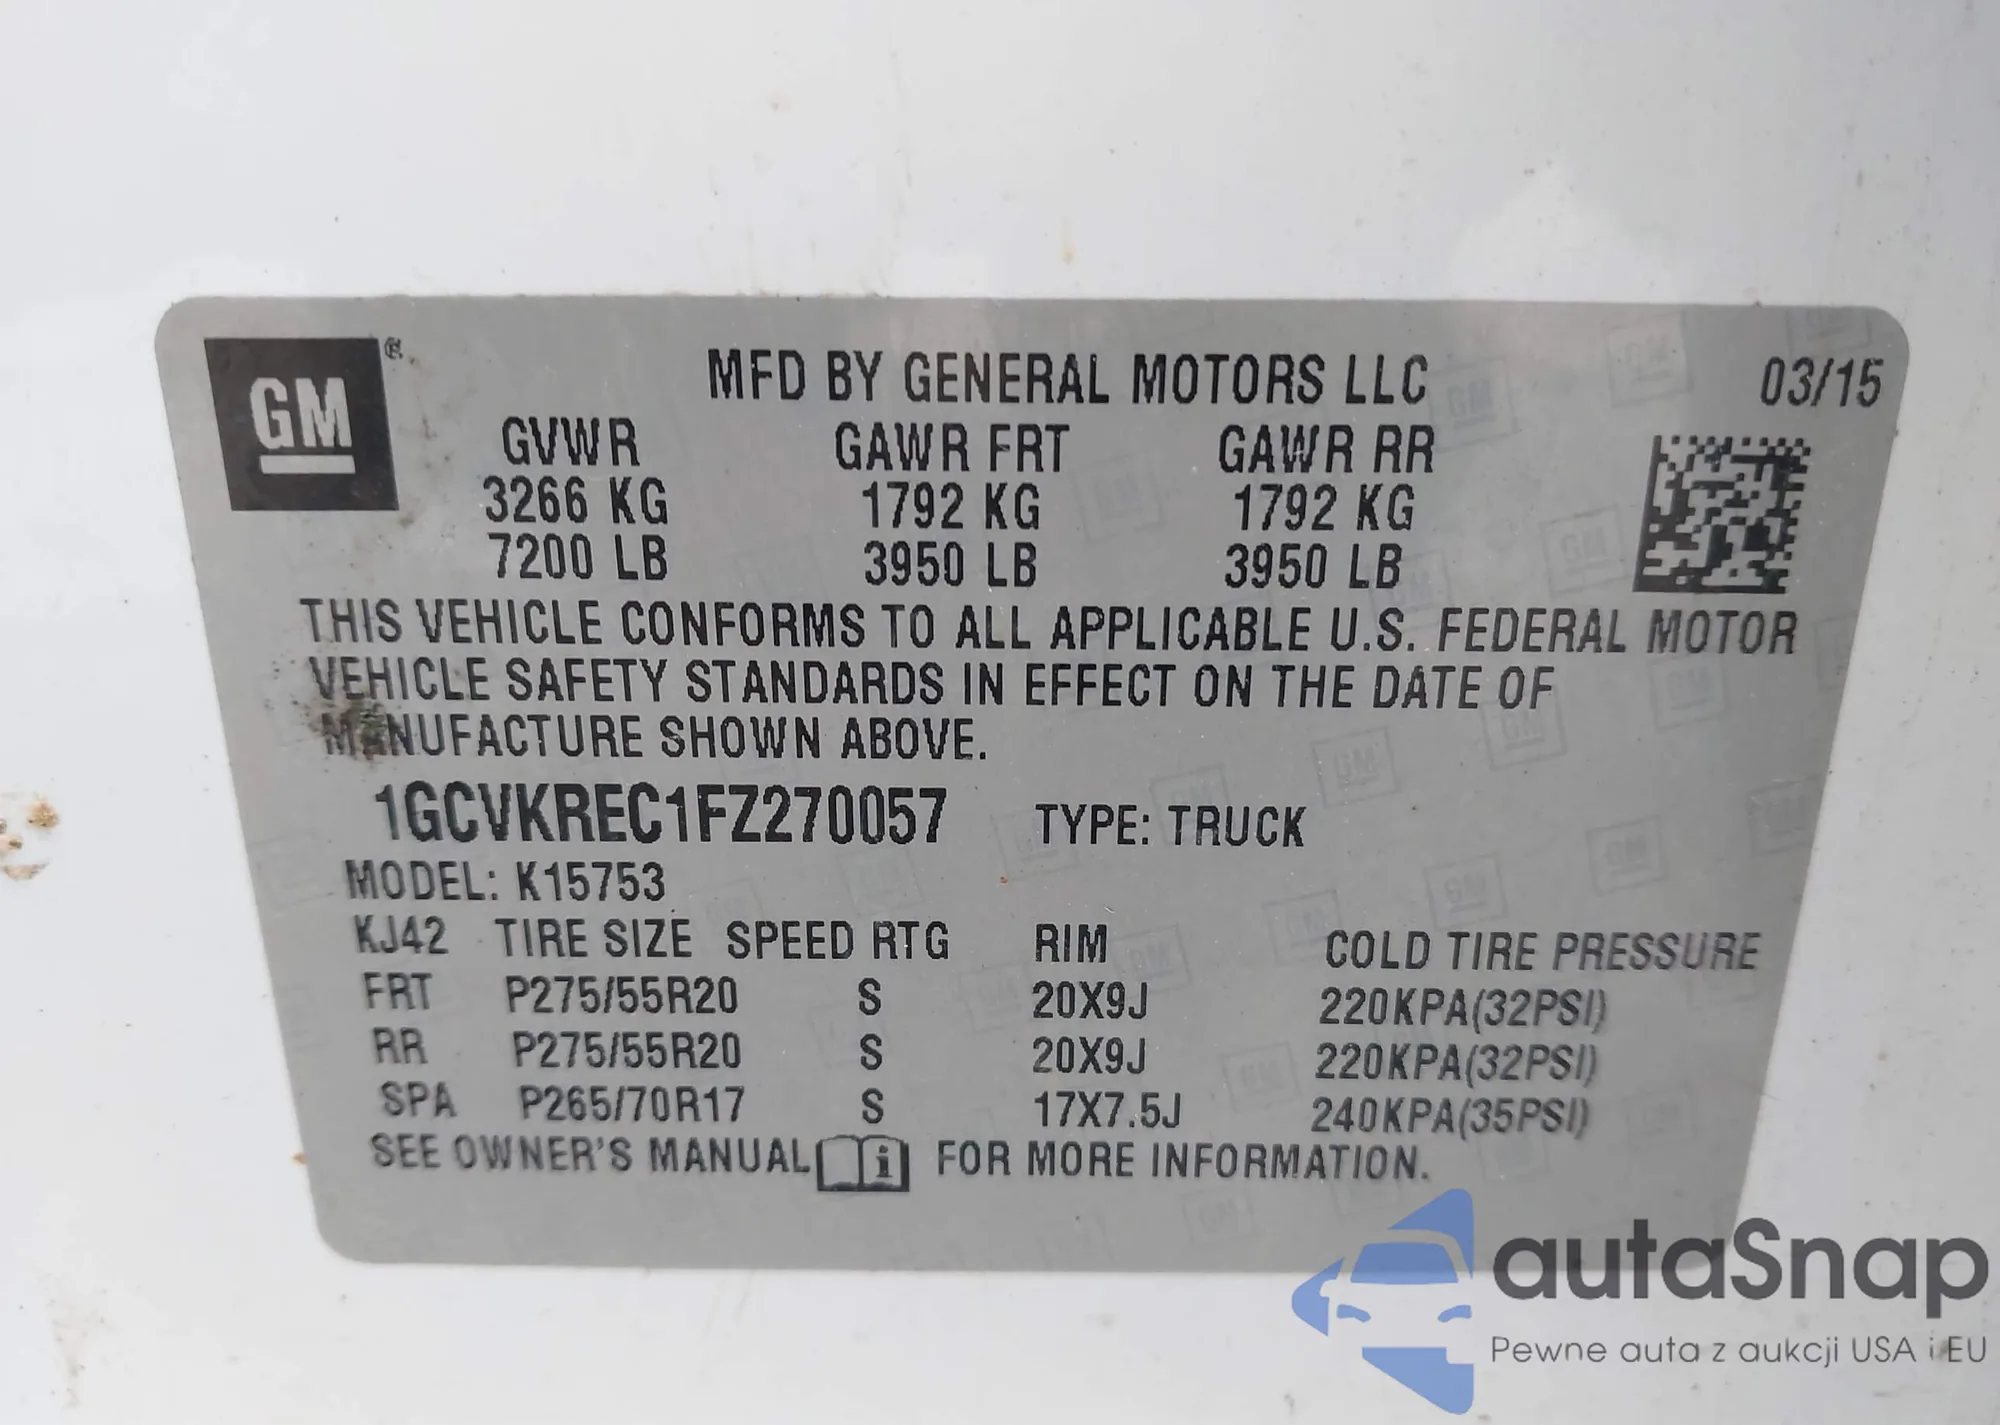 GM
MFD BY GENERAL MOTORS LLC 03/15
GVWR GAWR FRT GAWR RR
3266 KG 1792 KG 1792 KG
7200 LB 3950 LB 3950 LB
THIS VEHICLE CONFORMS TO ALL APPLICABLE U.S. FEDERAL MOTOR
VEHICLE SAFETY STANDARDS IN EFFECT ON THE DATE OF
MANUFACTURE SHOWN ABOVE.
1GCVKREC1FZ270057 TYPE: TRUCK
MODEL: K15753
KJ42 TIRE SIZE SPEED RTG RIM COLD TIRE PRESSURE
FRT P275/55R20 S 20X9J 220KPA(32PSI)
RR P275/55R20 S 20X9J 220KPA(32PSI)
SPA P265/70R17 S 17X7.5J 240KPA(35PSI)
SEE OWNER'S MANUAL i FOR MORE INFORMATION.
autaSnap
Pewne auta z aukcji USA i EU